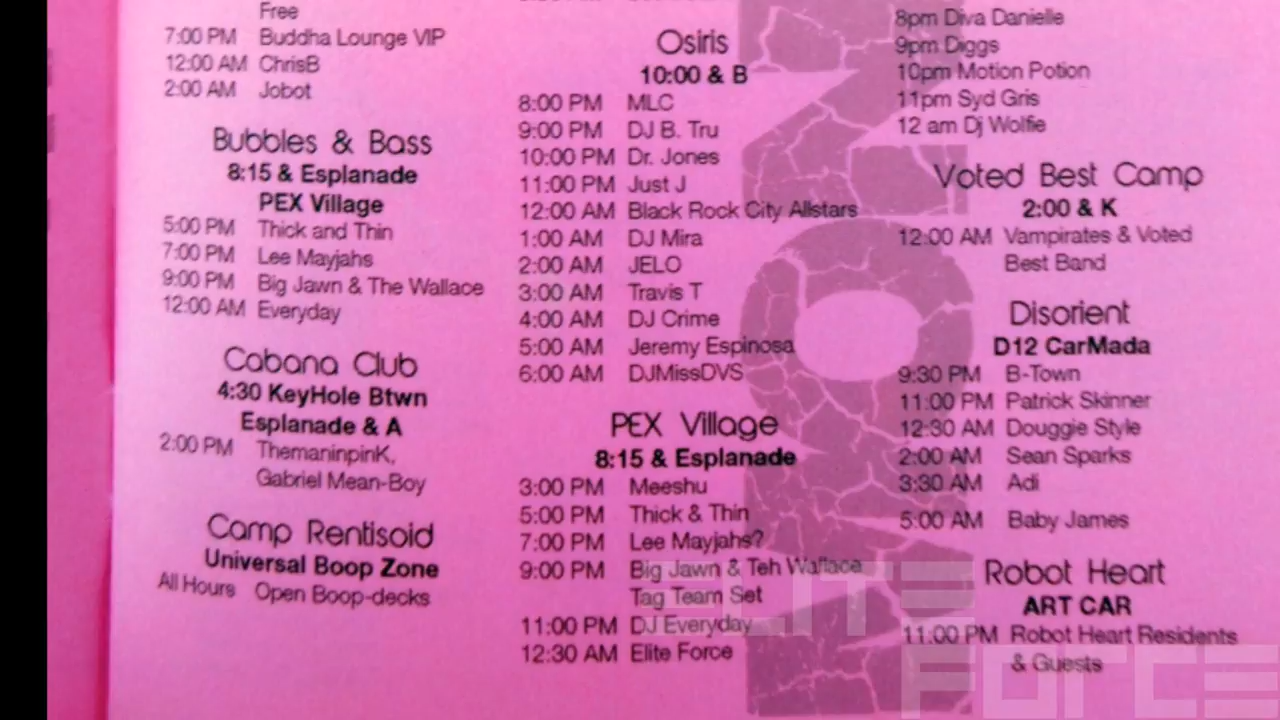 Free
7:00 PM Buddha Lounge VIP
12:00 AM ChrisB
2:00 AM Jobot
Bubbles & Bass
8:15 & Esplanade
PEX Village
5:00 PM Thick and Thin
7:00 PM Lee Mayjahs
9:00 PM Big Jawn & The Wallace
12:00 AM Everyday
Cabana Club
4:30 KeyHole Btwn
Esplanade & A
2:00 PM ThemaninpinK,
Gabriel Mean-Boy
Camp Rentisoid
Universal Boop Zone
All Hours Open Boop-decks
Osiris
10:00 & B
8:00 PM MLC
9:00 PM DJ B. Tru
10:00 PM Dr. Jones
11:00 PM Just J
12:00 AM Black Rock City Allstars
1:00 AM DJ Mira
2:00 AM JELO
3:00 AM Travis T
4:00 AM DJ Crime
5:00 AM Jeremy Espinosa
6:00 AM DJMissDVS
PEX Village
8:15 & Esplanade
3:00 PM Meeshu
5:00 PM Thick & Thin
7:00 PM Lee Mayjahs?
9:00 PM Big Jawn & Teh Wallace
Tag Team Set
11:00 PM DJ Everyday
12:30 AM Elite Force
8pm Diva Danielle
9pm Diggs
10pm Motion Potion
11pm Syd Gris
12 am Dj Wolfie
Voted Best Camp
2:00 & K
12:00 AM Vampirates & Voted
Best Band
Disorient
D12 CarMada
9:30 PM B-Town
11:00 PM Patrick Skinner
12:30 AM Douggie Style
2:00 AM Sean Sparks
3:30 AM Adi
5:00 AM Baby James
Robot Heart
ART CAR
11:00 PM Robot Heart Residents
& Guests
ELITE
FORCE